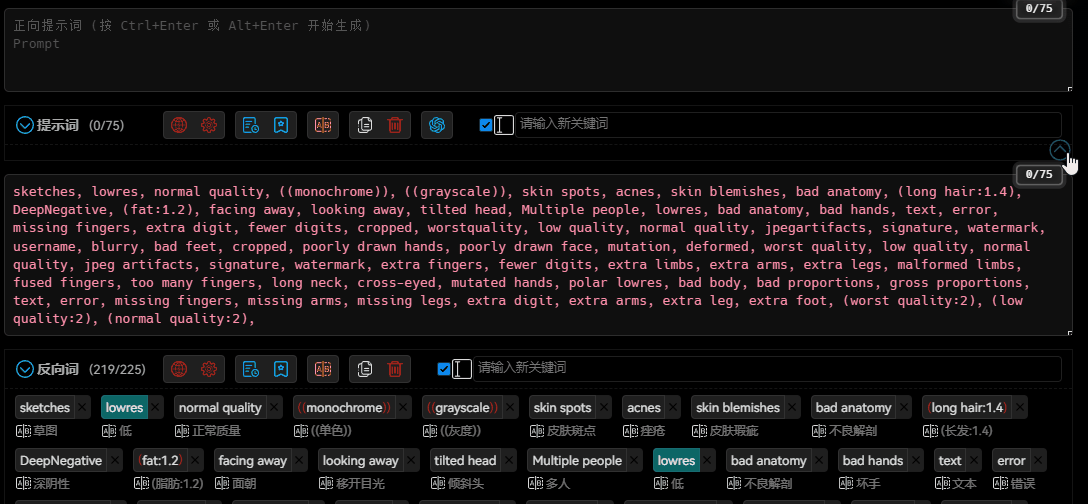 0/75
正向提示词 (按 Ctrl+Enter 或 Alt+Enter 开始生成)
Prompt
提示词 (0/75) 请输入新关键词
0/75
sketches, lowres, normal quality, ((monochrome)), ((grayscale)), skin spots, acnes, skin blemishes, bad anatomy, (long hair:1.4),
DeepNegative, (fat:1.2), facing away, looking away, tilted head, Multiple people, lowres, bad anatomy, bad hands, text, error,
missing fingers, extra digit, fewer digits, cropped, worstquality, low quality, normal quality, jpegartifacts, signature, watermark,
username, blurry, bad feet, cropped, poorly drawn hands, poorly drawn face, mutation, deformed, worst quality, low quality, normal
quality, jpeg artifacts, signature, watermark, extra fingers, fewer digits, extra limbs, extra arms, extra legs, malformed limbs,
fused fingers, too many fingers, long neck, cross-eyed, mutated hands, polar lowres, bad body, bad proportions, gross proportions,
text, error, missing fingers, missing arms, missing legs, extra digit, extra arms, extra leg, extra foot, (worst quality:2), (low
quality:2), (normal quality:2),
反向词 (219/225) 请输入新关键词
sketches lowres normal quality ((monochrome)) ((grayscale)) skin spots acnes skin blemishes bad anatomy (long hair:1.4)
草图 低 正常质量 ((单色)) ((灰度)) 皮肤斑点 痤疮 皮肤瑕疵 不良解剖 (长发:1.4)
DeepNegative (fat:1.2) facing away looking away tilted head Multiple people lowres bad anatomy bad hands text error
深阴性 (脂肪:1.2) 面朝 移开目光 倾斜头 多人 低 不良解剖 坏手 文本 错误